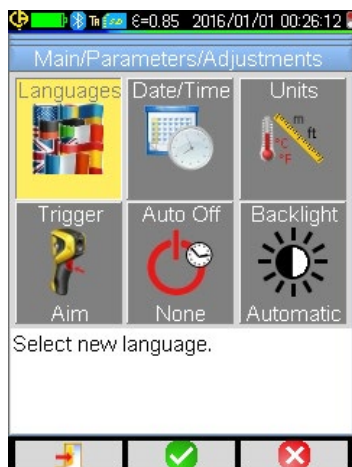 Ta ε=0.85 2016/01/01 00:26:12
Main/Parameters/Adjustments
Languages Date/Time Units
m
ft
°C
°F
Trigger Auto Off Backlight
Aim None Automatic
Select new language.